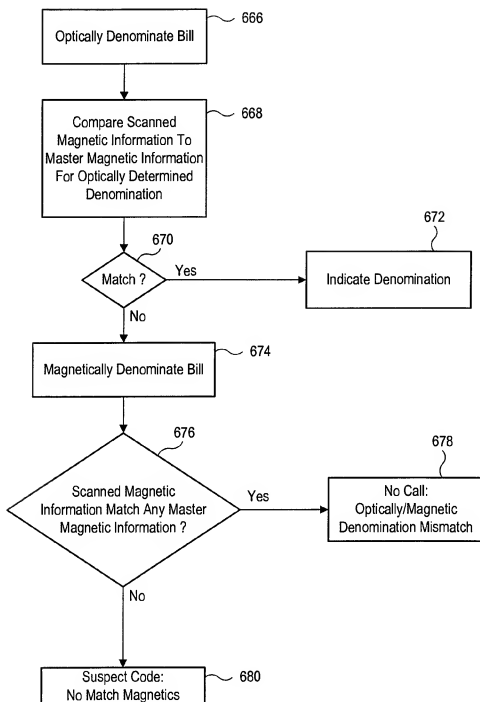 Optically Denominate Bill
666
Compare Scanned
Magnetic Information To
Master Magnetic Information
For Optically Determined
Denomination
668
670
Match ?
Yes
No
672
Indicate Denomination
Magnetically Denominate Bill
674
676
Scanned Magnetic
Information Match Any Master
Magnetic Information ?
Yes
No
678
No Call:
Optically/Magnetic
Denomination Mismatch
Suspect Code:
No Match Magnetics
680